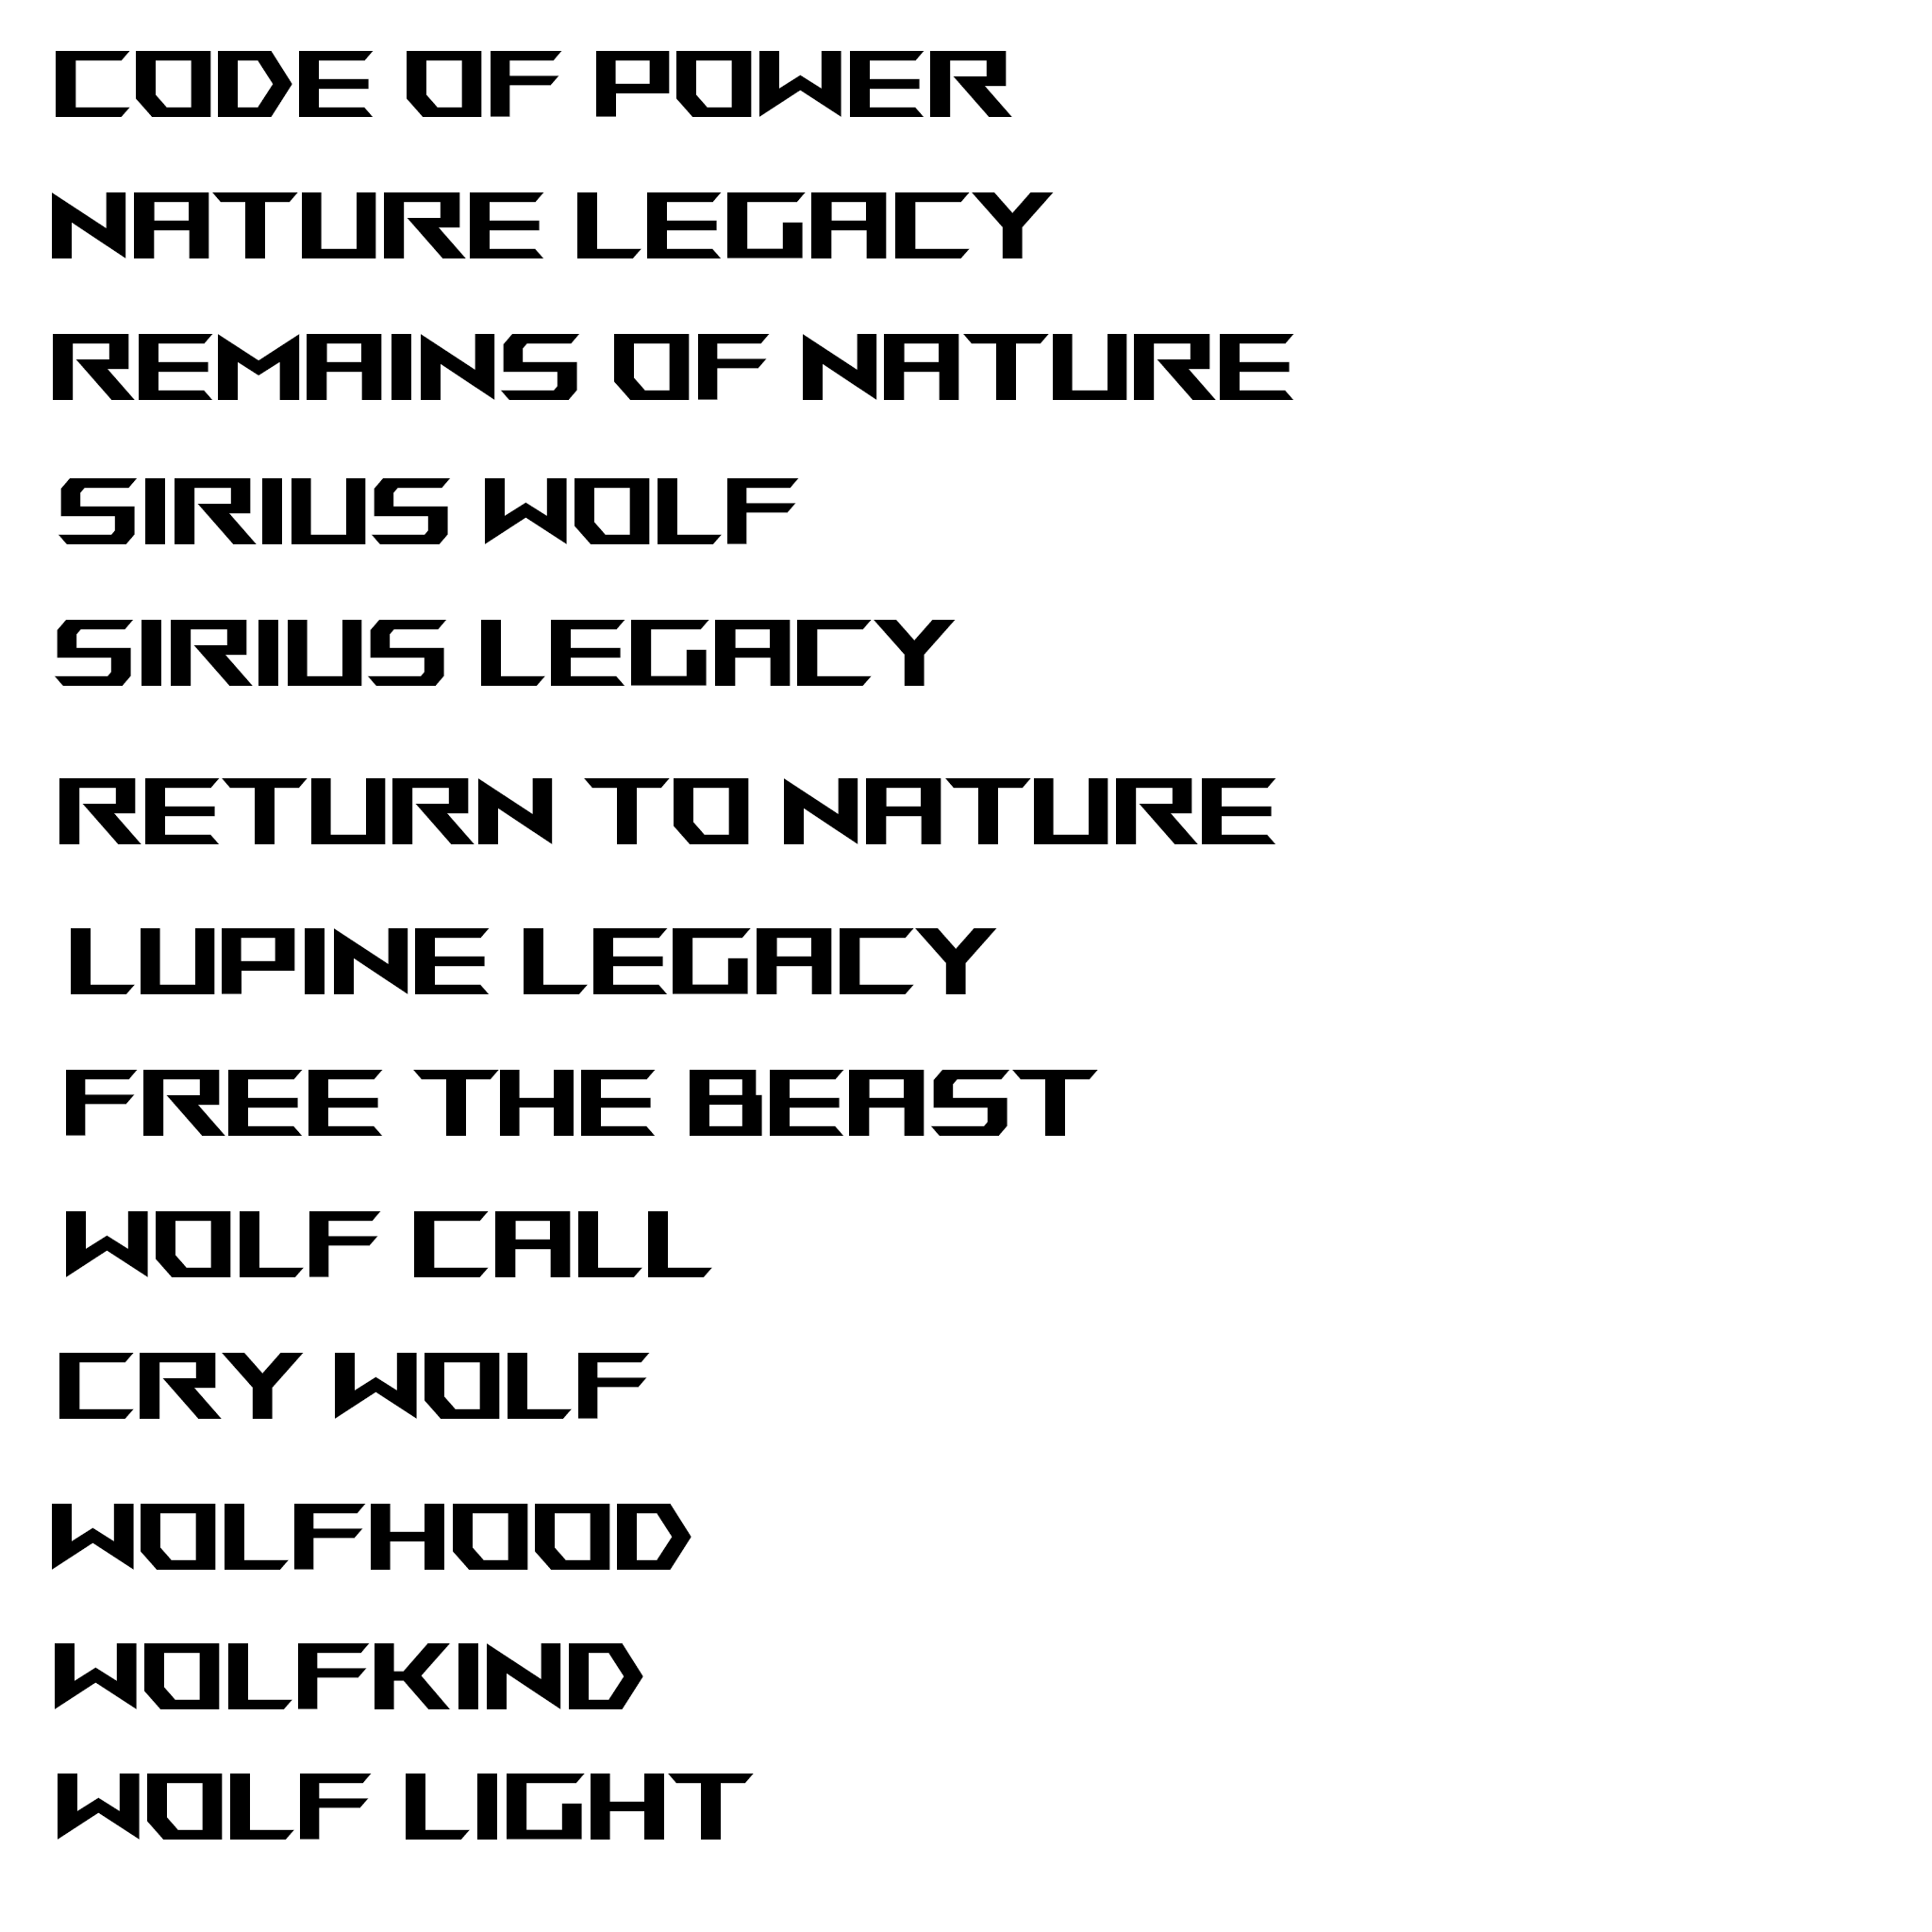 CODE OF POWER
NATURE LEGACY
REMAINS OF NATURE
SIRIUS WOLF
SIRIUS LEGACY
RETURN TO NATURE
LUPINE LEGACY
FREE THE BEAST
WOLF CALL
CRY WOLF
WOLFHOOD
WOLFKIND
WOLF LIGHT